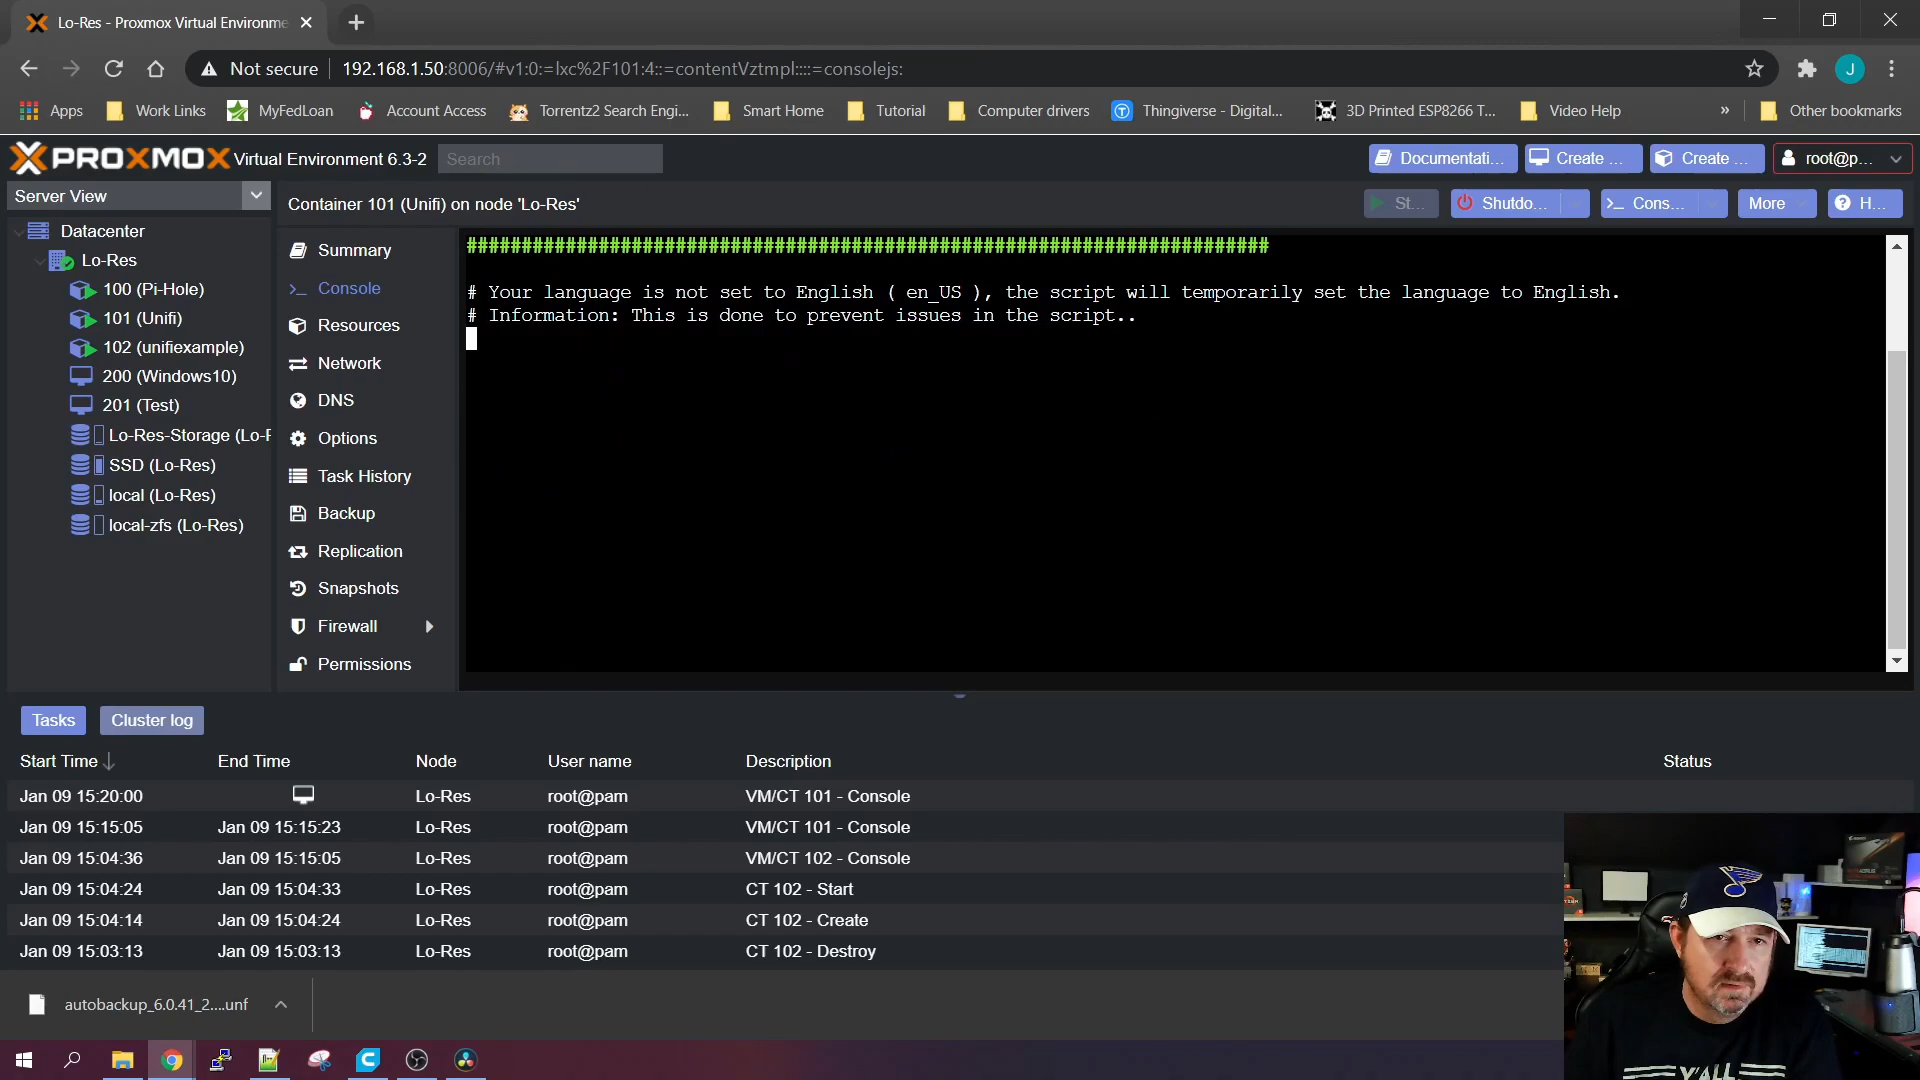 Lo-Res - Proxmox Virtual Environme
Not secure 192.168.1.50:8006/#v1:0:=lxc%2F101:4::=contentVztmpl::::=consolejs:
J
Apps Work Links MyFedLoan Account Access Torrentz2 Search Engi... Smart Home Tutorial Computer drivers Thingiverse - Digital... 3D Printed ESP8266 T... Video Help » Other bookmarks
PROXMOX Virtual Environment 6.3-2 Search Documentati... Create ... Create ... root@p...
Server View
Container 101 (Unifi) on node 'Lo-Res' St... Shutdo... Cons... More H...
Datacenter
Lo-Res
100 (Pi-Hole)
101 (Unifi)
102 (unifiexample)
200 (Windows10)
201 (Test)
Lo-Res-Storage (Lo-F
SSD (Lo-Res)
local (Lo-Res)
local-zfs (Lo-Res)
Summary
Console
Resources
Network
DNS
Options
Task History
Backup
Replication
Snapshots
Firewall
Permissions
#########################################################################
# Your language is not set to English ( en_US ), the script will temporarily set the language to English.
# Information: This is done to prevent issues in the script..
Tasks Cluster log
Start Time End Time Node User name Description Status
Jan 09 15:20:00 Lo-Res root@pam VM/CT 101 - Console
Jan 09 15:15:05 Jan 09 15:15:23 Lo-Res root@pam VM/CT 101 - Console
Jan 09 15:04:36 Jan 09 15:15:05 Lo-Res root@pam VM/CT 102 - Console
Jan 09 15:04:24 Jan 09 15:04:33 Lo-Res root@pam CT 102 - Start
Jan 09 15:04:14 Jan 09 15:04:24 Lo-Res root@pam CT 102 - Create
Jan 09 15:03:13 Jan 09 15:03:13 Lo-Res root@pam CT 102 - Destroy
autobackup_6.0.41_2....unf
Y'ALL